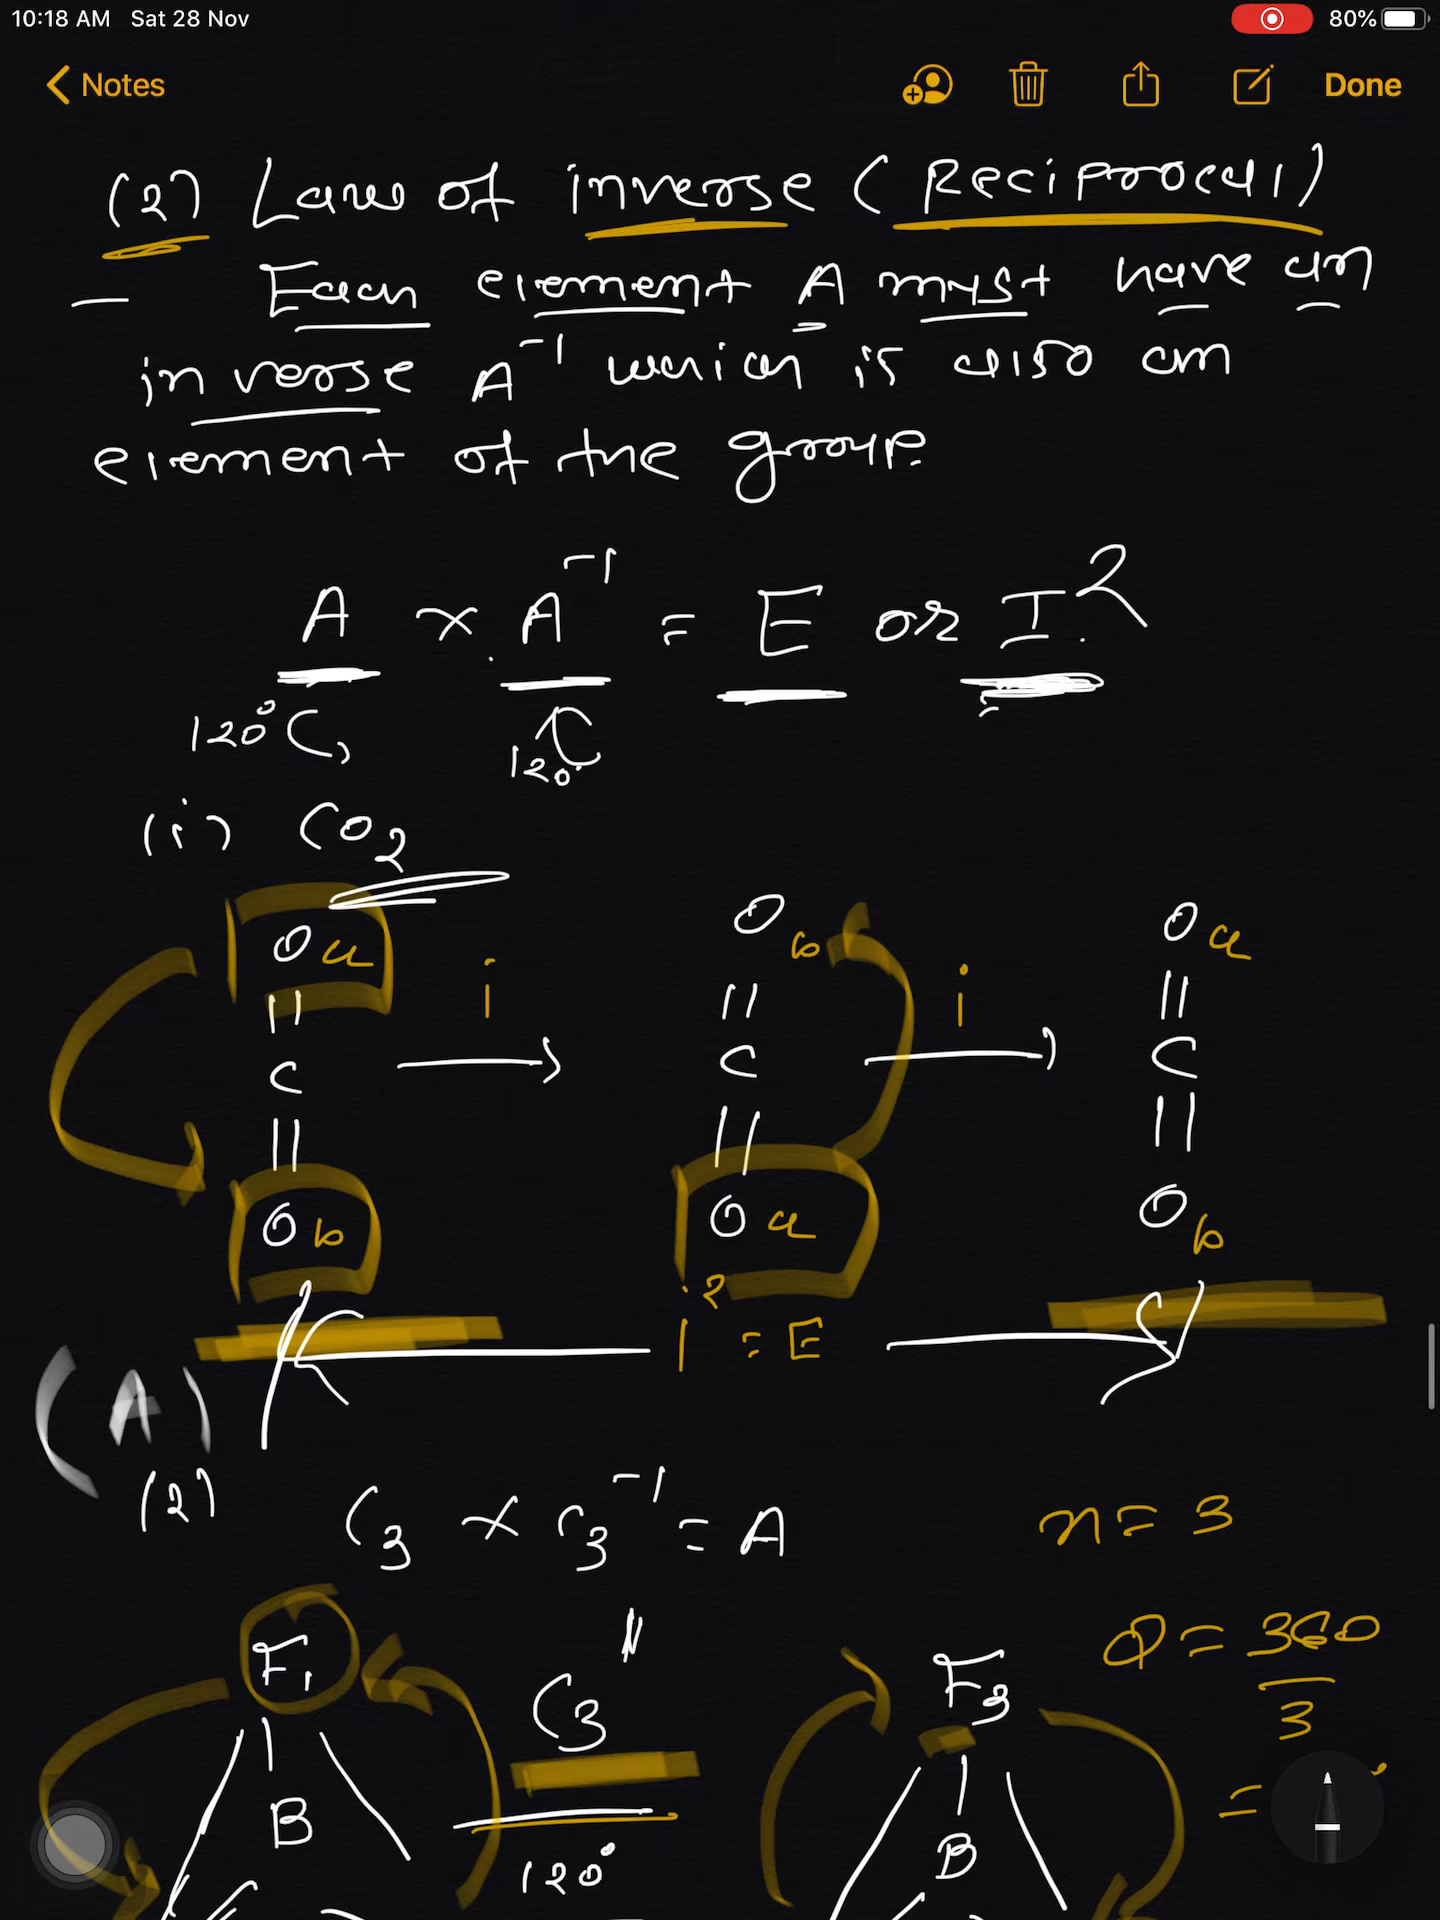 10:18 AM Sat 28 Nov
80%
Notes
Done
(2) Law of inverse (Reciprocal)
— Each element A must have an
inverse A⁻¹ which is also an
element of the group.
A × A⁻¹ = E or I.²
120° C,
120°
(i) CO₂
Oa i Ob i Oa
|| || ||
C → C → C
|| || ||
Ob Oa Ob
i² = E
(A)
(2) C₃ × C₃⁻¹ = A n = 3
F₁ C₃ F₃ θ = 360/3
B 120° B =